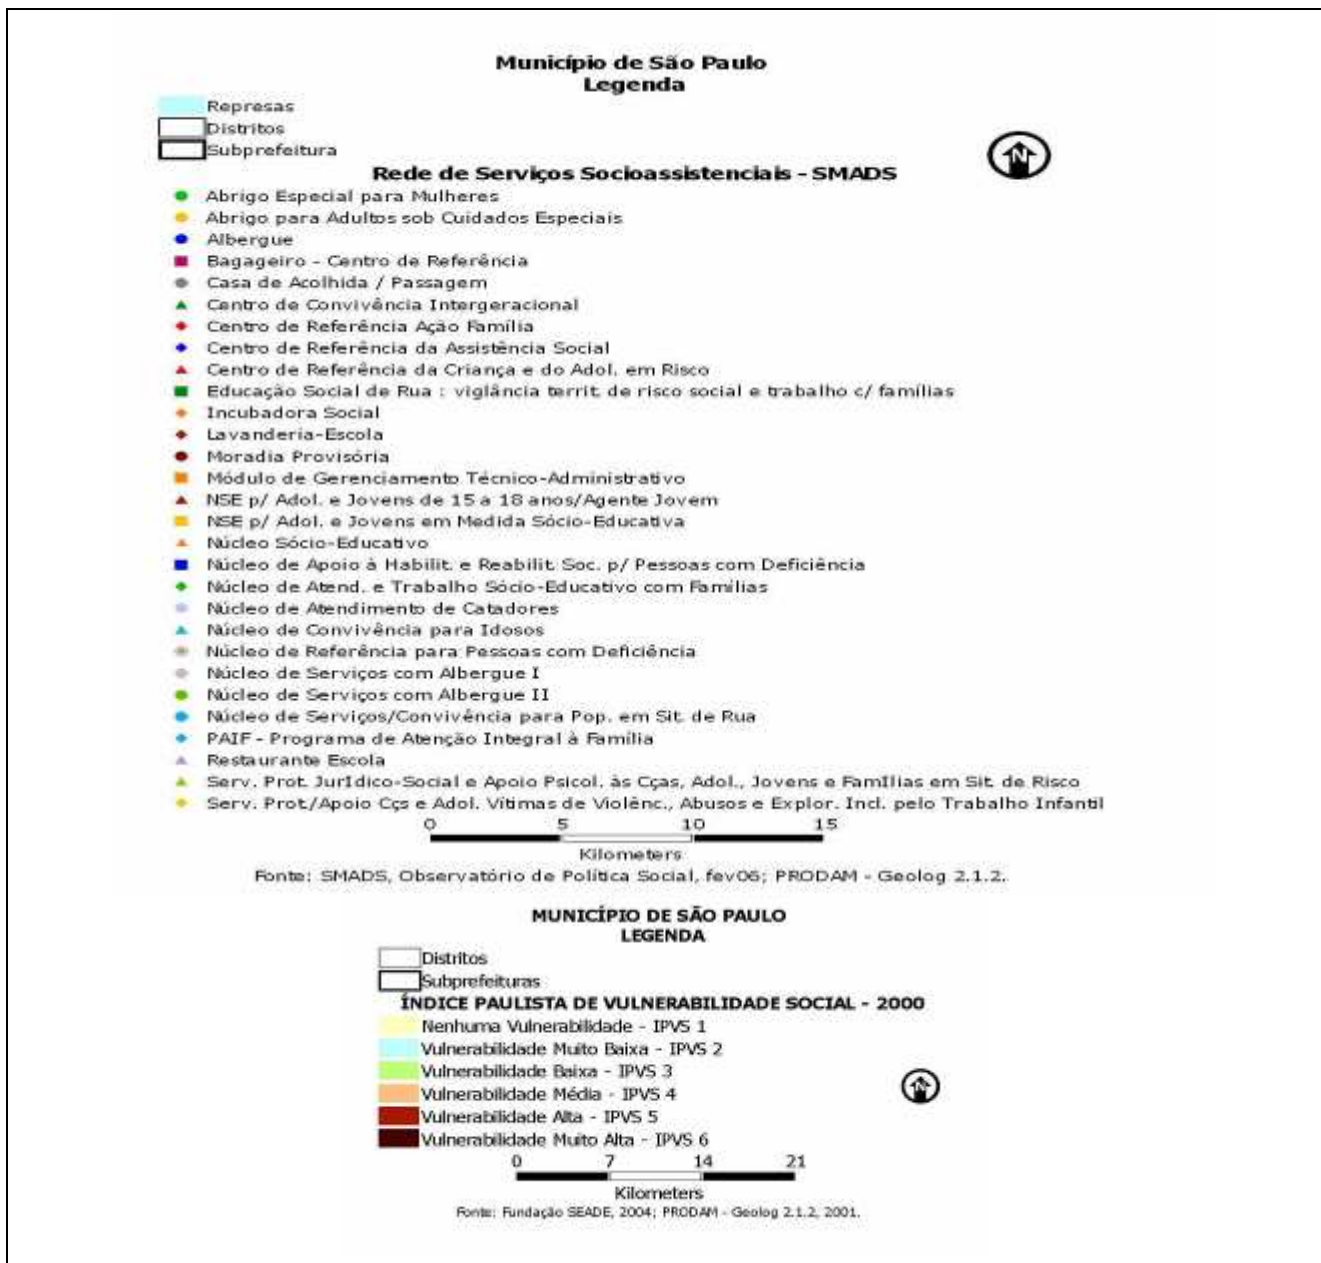 Município de São Paulo
Legenda
Represas
Distritos
Subprefeitura
N
Rede de Serviços Socioassistenciais - SMADS
Abrigo Especial para Mulheres
Abrigo para Adultos sob Cuidados Especiais
Albergue
Bagageiro - Centro de Referência
Casa de Acolhida / Passagem
Centro de Convivência Intergeracional
Centro de Referência Ação Família
Centro de Referência da Assistência Social
Centro de Referência da Criança e do Adol. em Risco
Educação Social de Rua : viglância territ. de risco social e trabalho c/ famílias
Incubadora Social
Lavanderia-Escola
Moradia Provisória
Módulo de Gerenciamento Técnico-Administrativo
NSE p/ Adol. e Jovens de 15 a 18 anos/Agente Jovem
NSE p/ Adol. e Jovens em Medida Sócio-Educativa
Núcleo Sócio-Educativo
Núcleo de Apoio à Habilit. e Reabilit. Soc. p/ Pessoas com Deficiência
Núcleo de Atend. e Trabalho Sócio-Educativo com Famílias
Núcleo de Atendimento de Catadores
Núcleo de Convivência para Idosos
Núcleo de Referência para Pessoas com Deficiência
Núcleo de Serviços com Albergue I
Núcleo de Serviços com Albergue II
Núcleo de Serviços/Convivência para Pop. em Sit. de Rua
PAIF - Programa de Atenção Integral à Família
Restaurante Escola
Serv. Prot. JurIdico-Social e Apoio Psicol. às Cças, Adol., Jovens e FamIlias em Sit. de Risco
Serv. Prot./Apoio Cçs e Adol. Vítimas de Violênc., Abusos e Explor. Incl. pelo Trabalho Infantil
0 5 10 15
Kilometers
Fonte: SMADS, Observatório de Política Social, fev06; PRODAM - Geolog 2.1.2.
MUNICÍPIO DE SÃO PAULO
LEGENDA
Distritos
Subprefeituras
ÍNDICE PAULISTA DE VULNERABILIDADE SOCIAL - 2000
Nenhuma Vulnerabilidade - IPVS 1
Vulnerabilidade Muito Baixa - IPVS 2
Vulnerabilidade Baixa - IPVS 3
Vulnerabilidade Média - IPVS 4
Vulnerabilidade Alta - IPVS 5
Vulnerabilidade Muito Alta - IPVS 6
N
0 7 14 21
Kilometers
Fonte: Fundação SEADE, 2004; PRODAM - Geolog 2.1.2, 2001.